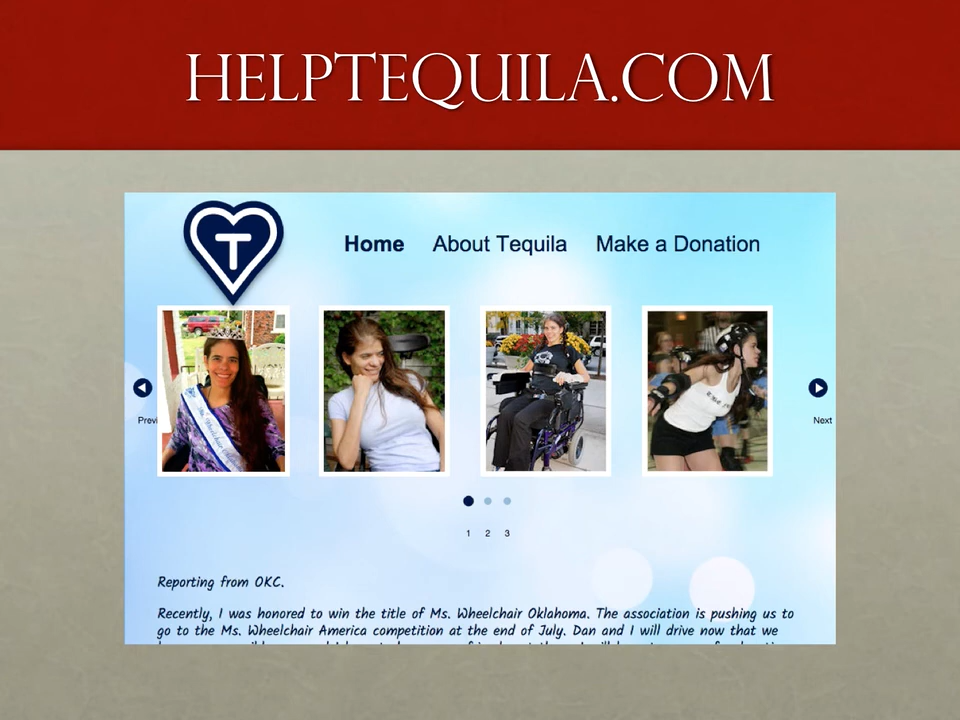 HELPTEQUILA.COM
T
Home About Tequila Make a Donation
Previ
Next
1 2 3
Reporting from OKC.
Recently, I was honored to win the title of Ms. Wheelchair Oklahoma. The association is pushing us to
go to the Ms. Wheelchair America competition at the end of July. Dan and I will drive now that we